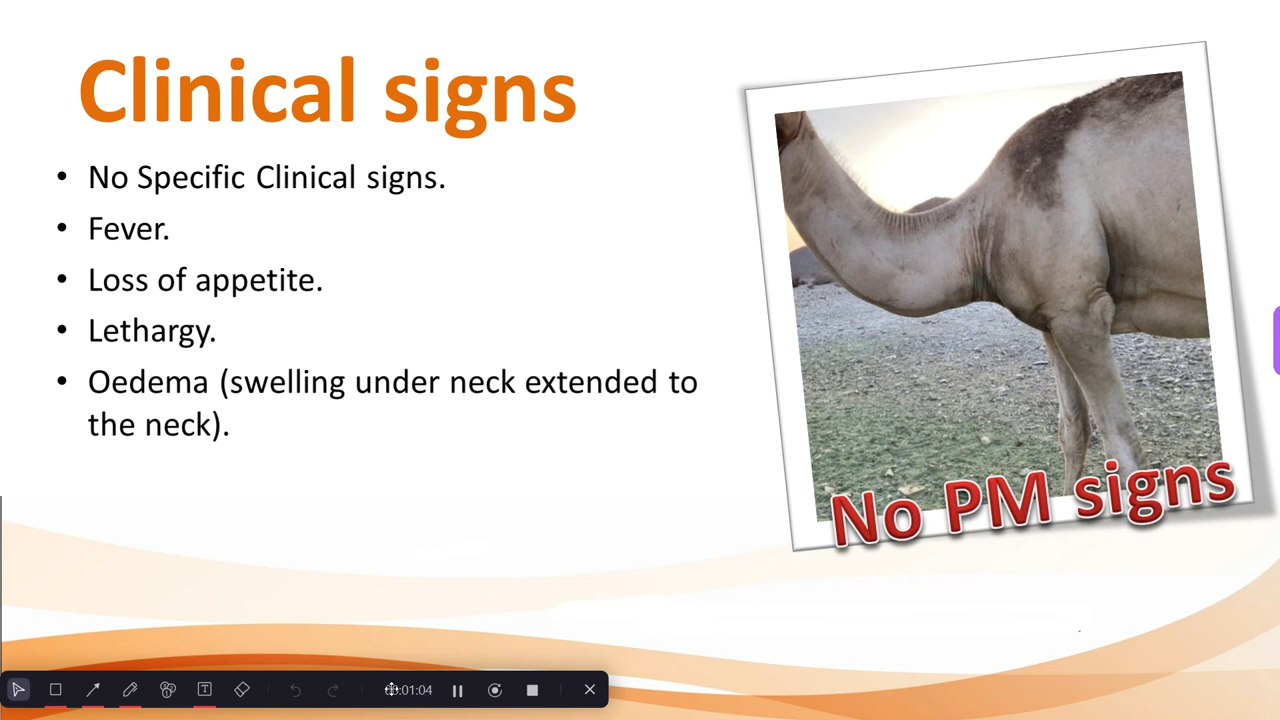 Clinical signs
• No Specific Clinical signs.
• Fever.
• Loss of appetite.
• Lethargy.
• Oedema (swelling under neck extended to
the neck).
No PM signs